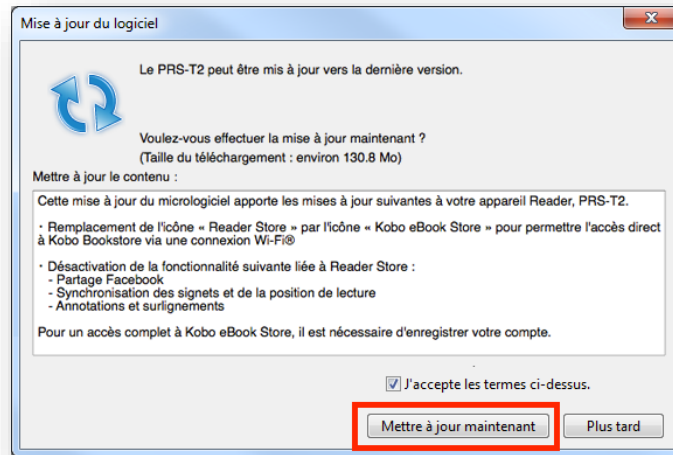 Mise à jour du logiciel
Le PRS-T2 peut être mis à jour vers la dernière version.
Voulez-vous effectuer la mise à jour maintenant ?
(Taille du téléchargement : environ 130.8 Mo)
Mettre à jour le contenu :
Cette mise à jour du micrologiciel apporte les mises à jour suivantes à votre appareil Reader, PRS-T2.
· Remplacement de l'icône « Reader Store » par l'icône « Kobo eBook Store » pour permettre l'accès direct
à Kobo Bookstore via une connexion Wi-Fi®
· Désactivation de la fonctionnalité suivante liée à Reader Store :
- Partage Facebook
- Synchronisation des signets et de la position de lecture
- Annotations et surlignements
Pour un accès complet à Kobo eBook Store, il est nécessaire d'enregistrer votre compte.
J'accepte les termes ci-dessus.
Mettre à jour maintenant
Plus tard